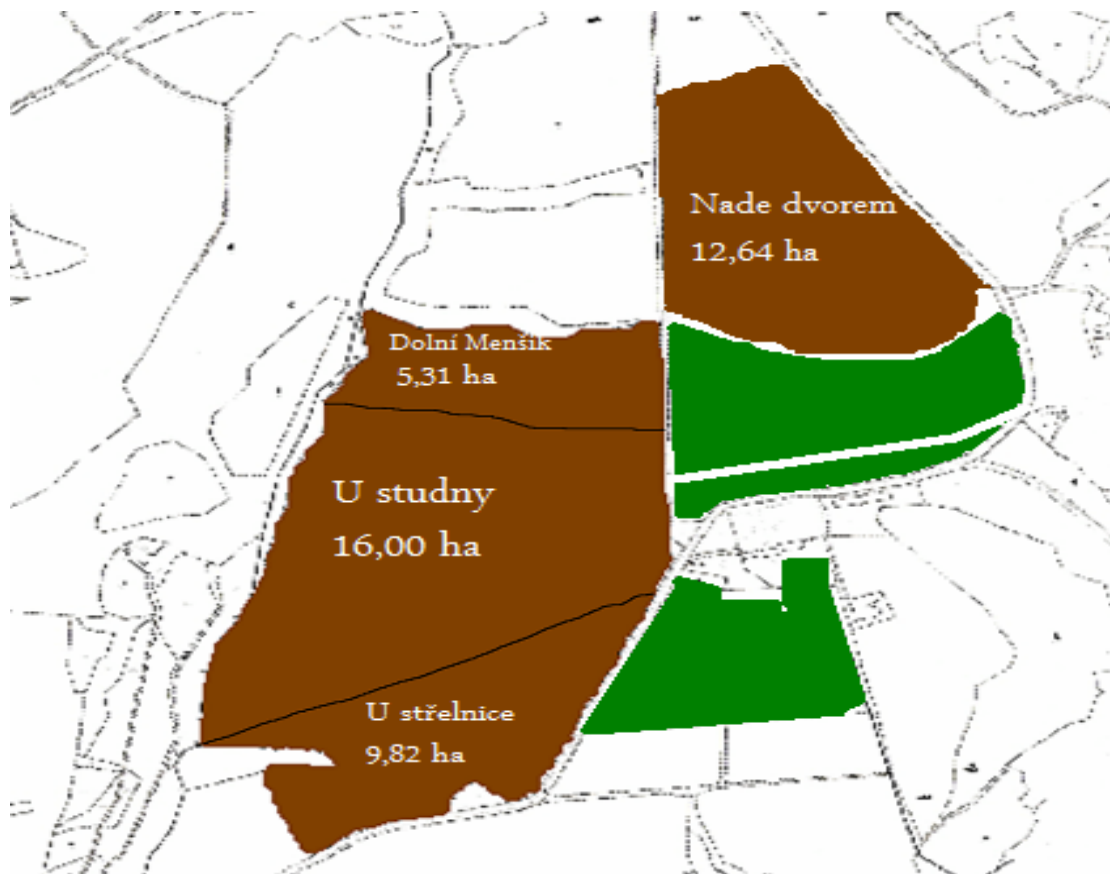 Nade dvorem
12,64 ha
Dolní Menšík
5,31 ha
U studny
16,00 ha
U střelnice
9,82 ha